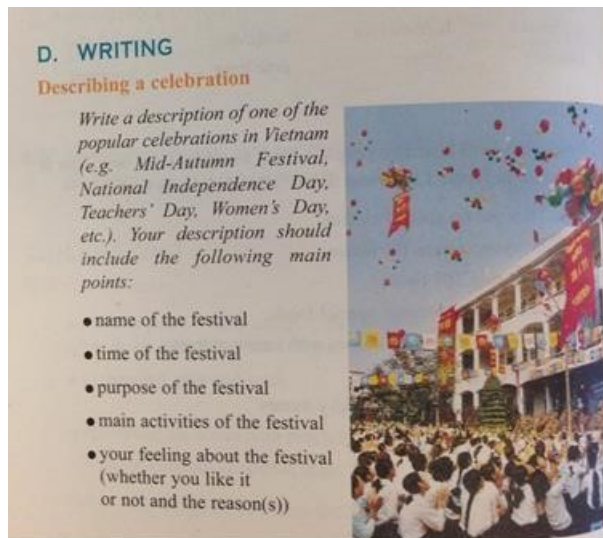 D. WRITING
Describing a celebration
Write a description of one of the
popular celebrations in Vietnam
(e.g. Mid-Autumn Festival,
National Independence Day,
Teachers' Day, Women's Day,
etc.). Your description should
include the following main
points:
• name of the festival
• time of the festival
• purpose of the festival
• main activities of the festival
• your feeling about the festival
(whether you like it
or not and the reason(s))